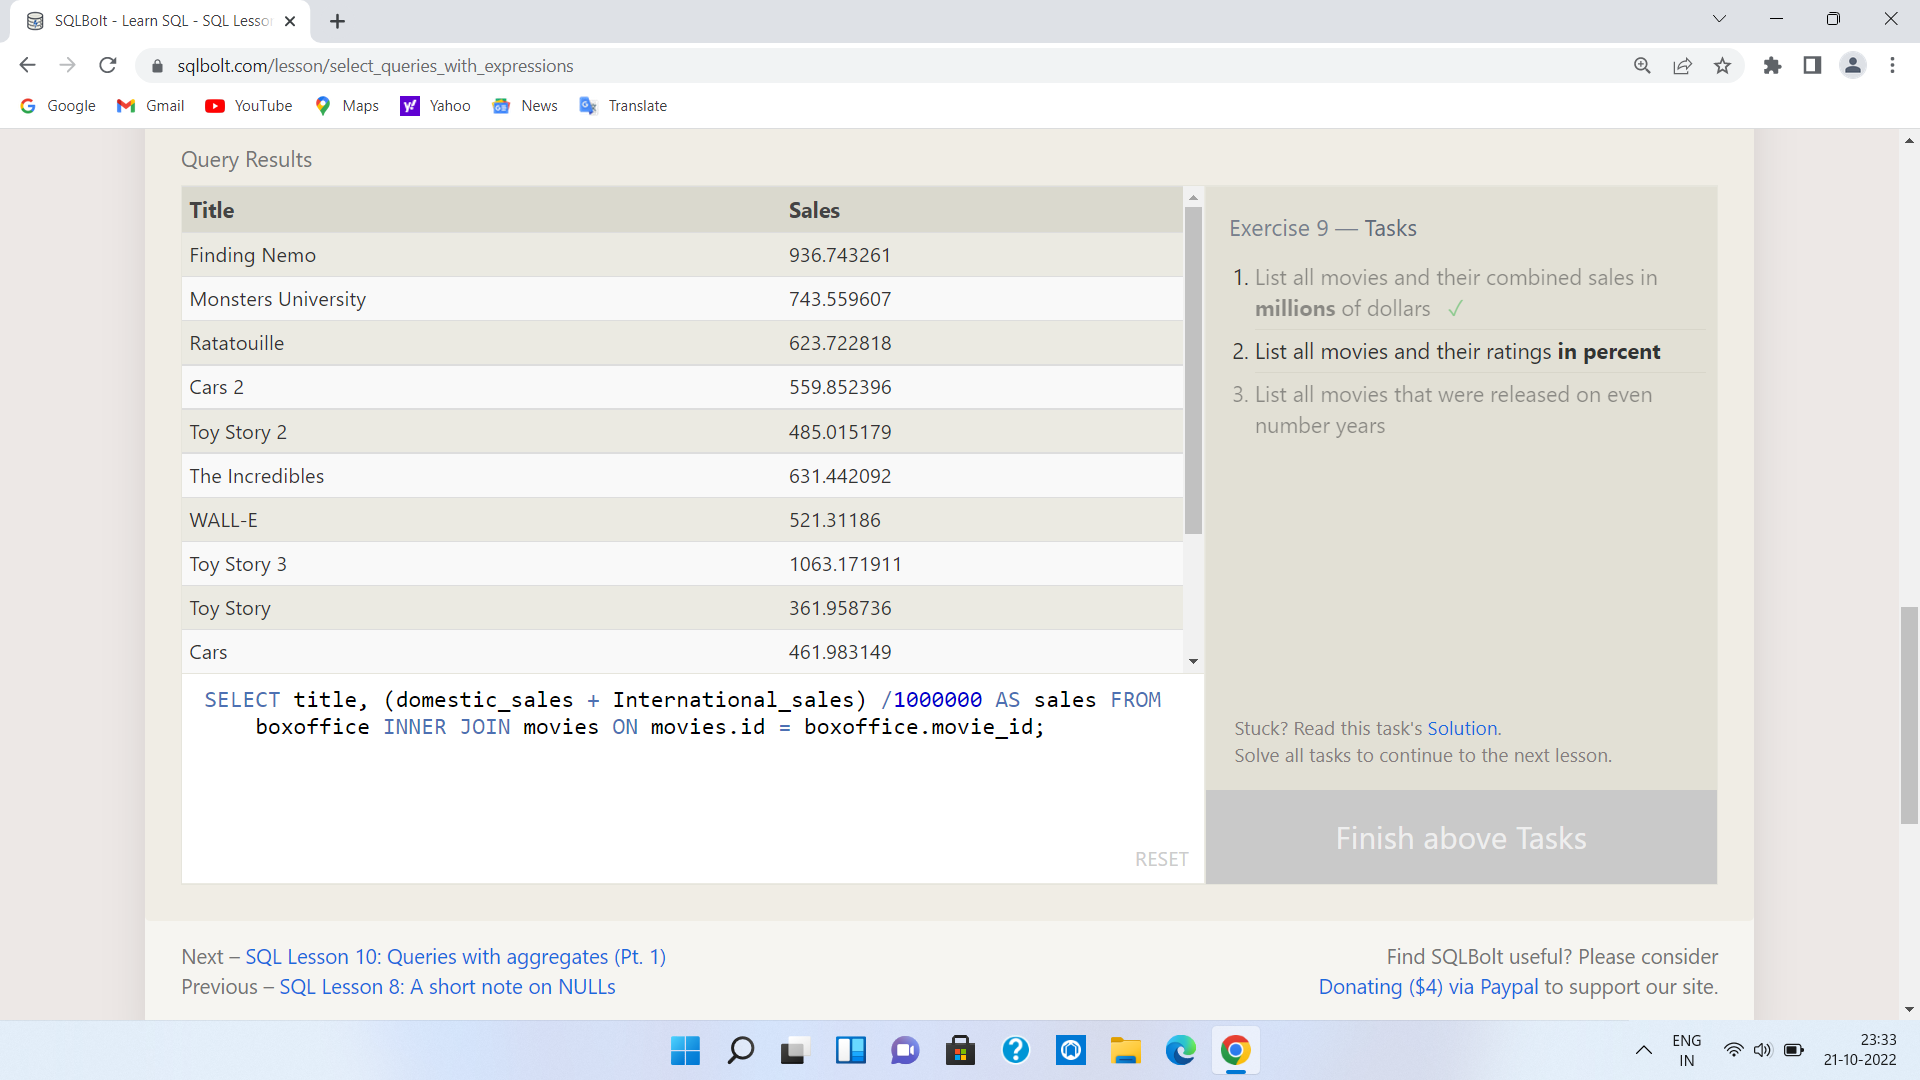 SQLBolt - Learn SQL - SQL Lesso
sqlbolt.com/lesson/select_queries_with_expressions
Google Gmail YouTube Maps Yahoo News Translate
Query Results
Title Sales
Finding Nemo 936.743261
Monsters University 743.559607
Ratatouille 623.722818
Cars 2 559.852396
Toy Story 2 485.015179
The Incredibles 631.442092
WALL-E 521.31186
Toy Story 3 1063.171911
Toy Story 361.958736
Cars 461.983149
SELECT title, (domestic_sales + International_sales) /1000000 AS sales FROM
boxoffice INNER JOIN movies ON movies.id = boxoffice.movie_id;
RESET
Exercise 9 — Tasks
1. List all movies and their combined sales in
millions of dollars ✓
2. List all movies and their ratings in percent
3. List all movies that were released on even
number years
Stuck? Read this task's Solution.
Solve all tasks to continue to the next lesson.
Finish above Tasks
Next – SQL Lesson 10: Queries with aggregates (Pt. 1)
Previous – SQL Lesson 8: A short note on NULLs
Find SQLBolt useful? Please consider
Donating ($4) via Paypal to support our site.
ENG
IN
23:33
21-10-2022